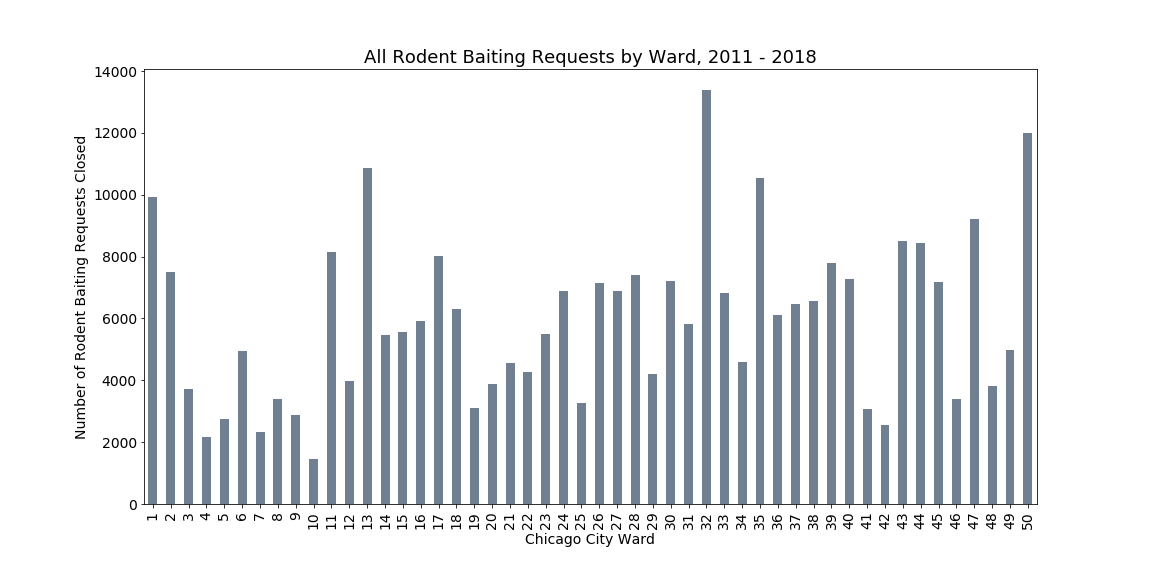 All Rodent Baiting Requests by Ward, 2011 - 2018
Number of Rodent Baiting Requests Closed
14000
12000
10000
8000
6000
4000
2000
0
1 2 3 4 5 6 7 8 9 10 11 12 13 14 15 16 17 18 19 20 21 22 23 24 25 26 27 28 29 30 31 32 33 34 35 36 37 38 39 40 41 42 43 44 45 46 47 48 49 50
Chicago City Ward